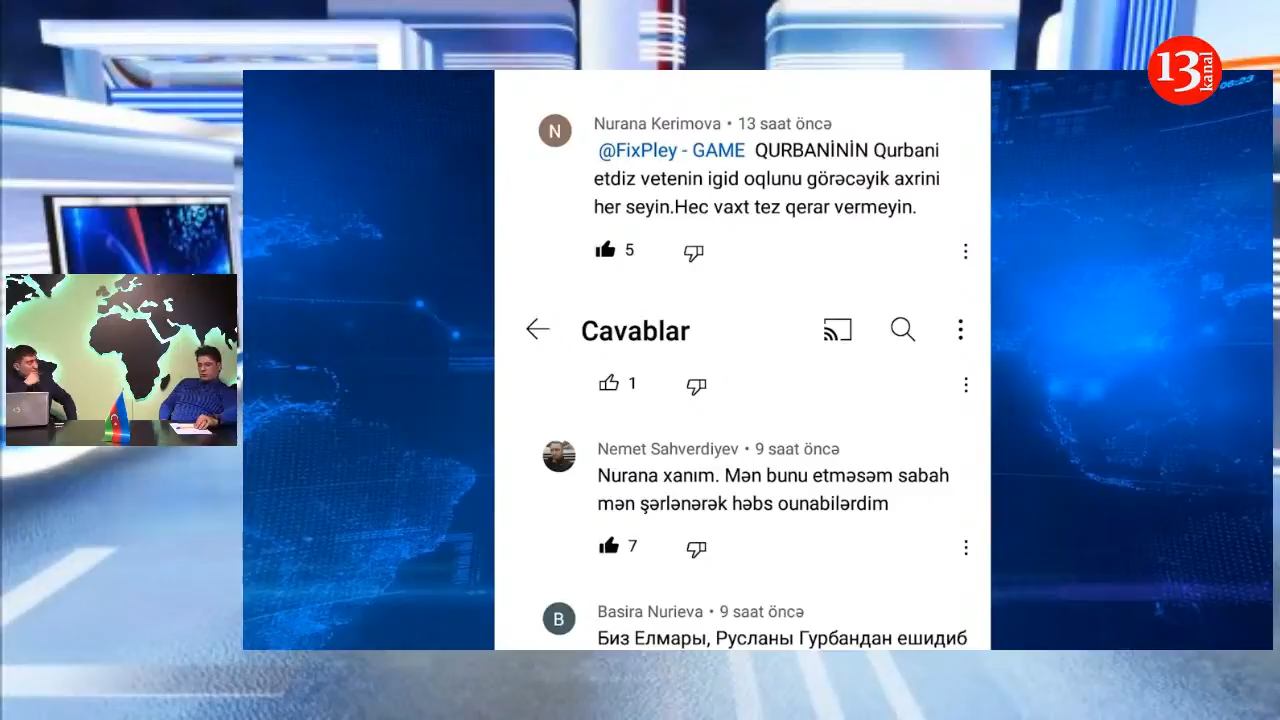 13
kanal
06:23
Nurana Kerimova • 13 saat öncə
N
@FixPley - GAME QURBANİNİN Qurbani
etdiz vetenin igid oqlunu görəcəyik axrini
her seyin.Hec vaxt tez qerar vermeyin.
5
Cavablar
1
Nemet Sahverdiyev • 9 saat öncə
Nurana xanım. Mən bunu etməsəm sabah
mən şərlənərək həbs ounabilərdim
7
Basira Nurieva • 9 saat öncə
B
Биз Елмары, Русланы Гурбандан ешидиб